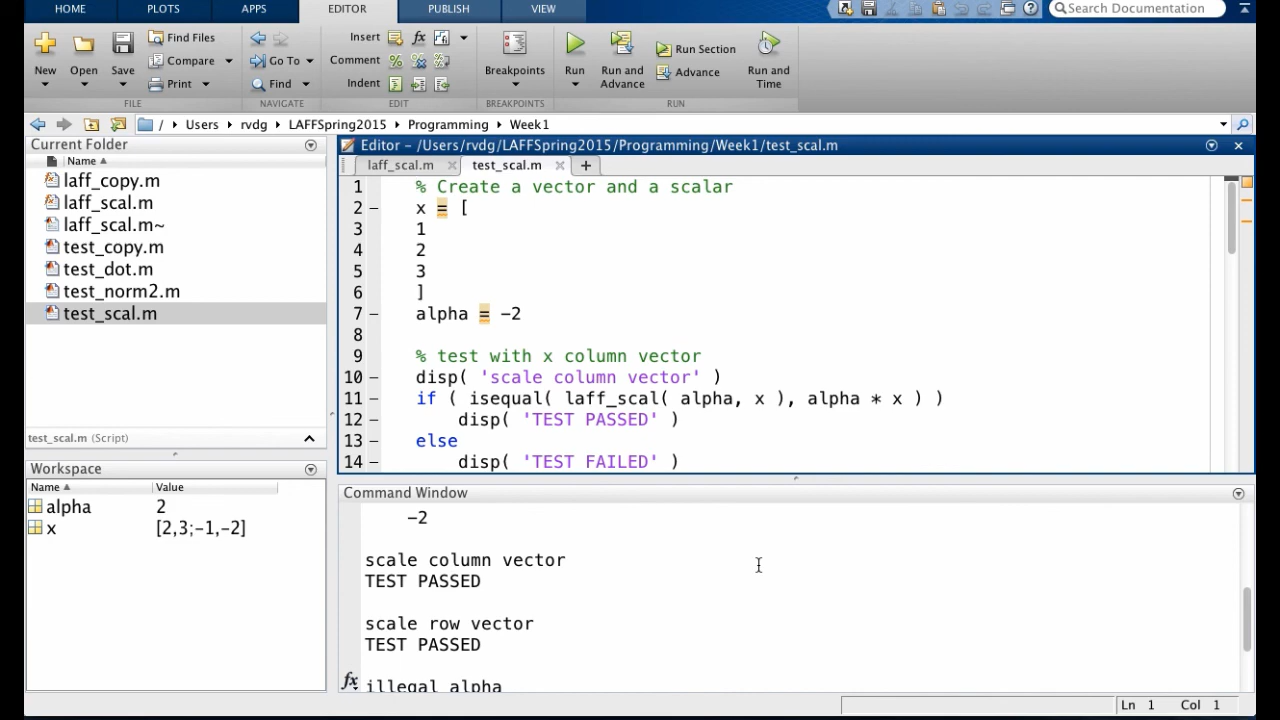 HOME PLOTS APPS EDITOR PUBLISH VIEW Search Documentation
New Open Save Find Files Compare Print
Go To Find
Insert fx
Comment
Indent
Breakpoints Run Run and Advance Run Section Advance Run and Time
FILE NAVIGATE EDIT BREAKPOINTS RUN
/ Users rvdg LAFFSpring2015 Programming Week1
Current Folder
Name
laff_copy.m
laff_scal.m
laff_scal.m~
test_copy.m
test_dot.m
test_norm2.m
test_scal.m
test_scal.m (Script)
Workspace
Name Value
alpha 2
x [2,3;-1,-2]
Editor - /Users/rvdg/LAFFSpring2015/Programming/Week1/test_scal.m
laff_scal.m test_scal.m +
1 % Create a vector and a scalar
2 - x = [
3 1
4 2
5 3
6 ]
7 - alpha = -2
8
9 % test with x column vector
10 - disp( 'scale column vector' )
11 - if ( isequal( laff_scal( alpha, x ), alpha * x ) )
12 - disp( 'TEST PASSED' )
13 - else
14 - disp( 'TEST FAILED' )
Command Window
-2
scale column vector
TEST PASSED
scale row vector
TEST PASSED
fx illegal alpha
Ln 1 Col 1